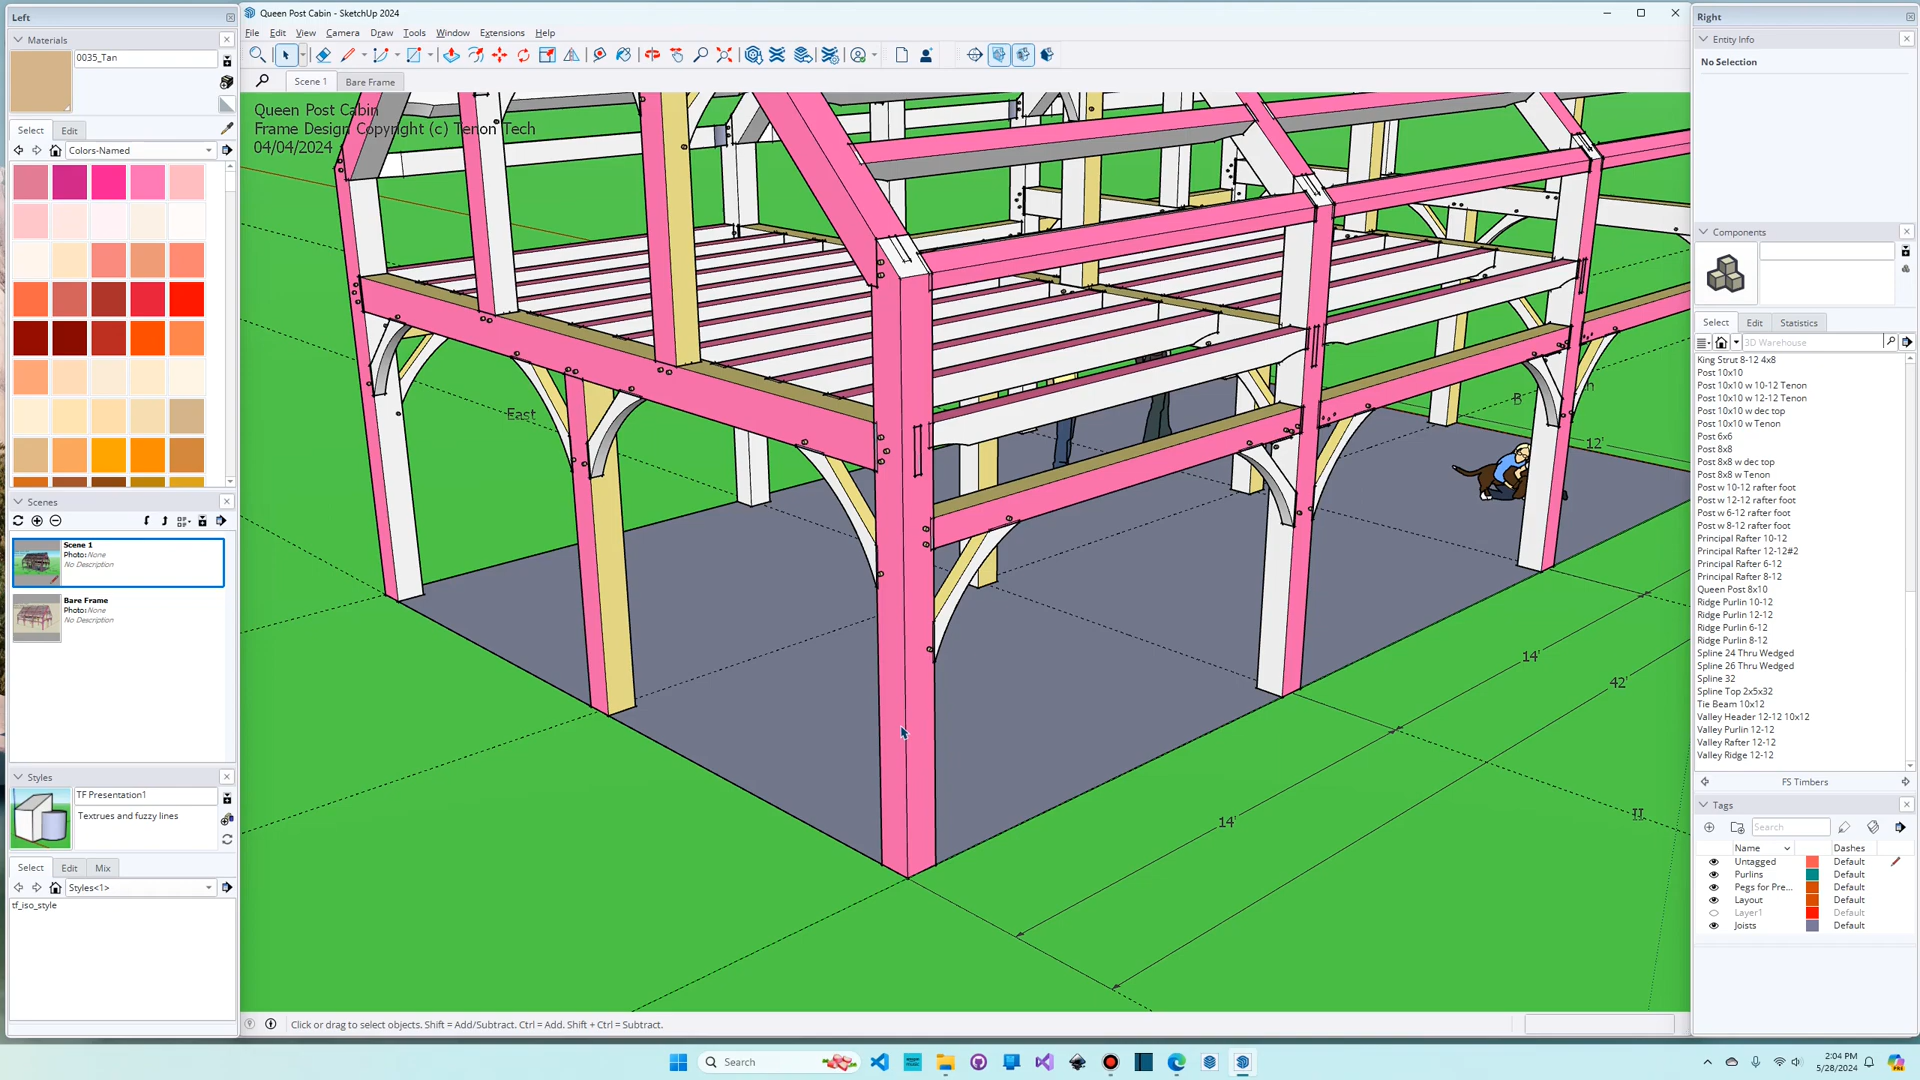 Left
Queen Post Cabin - SketchUp 2024
Right
Materials
File Edit View Camera Draw Tools Window Extensions Help
Entity Info
0035_Tan
No Selection
Scene 1 Bare Frame
Queen Post Cabin
Frame Design Copyright (c) Tenon Tech
04/04/2024
Select Edit
Colors-Named
Components
Select Edit Statistics
3D Warehouse
King Strut 8-12 4x8
Post 10x10
Post 10x10 w 10-12 Tenon
Post 10x10 w 12-12 Tenon
Post 10x10 w dec top
Post 10x10 w Tenon
Post 6x6
Post 8x8
Post 8x8 w dec top
Post 8x8 w Tenon
Post w 10-12 rafter foot
Post w 12-12 rafter foot
Post w 6-12 rafter foot
Post w 8-12 rafter foot
Principal Rafter 10-12
Principal Rafter 12-12#2
Principal Rafter 6-12
Principal Rafter 8-12
Queen Post 8x10
Ridge Purlin 10-12
Ridge Purlin 12-12
Ridge Purlin 6-12
Ridge Purlin 8-12
Spline 24 Thru Wedged
Spline 26 Thru Wedged
Spline 32
Spline Top 2x5x32
Tie Beam 10x12
Valley Header 12-12 10x12
Valley Purlin 12-12
Valley Rafter 12-12
Valley Ridge 12-12
FS Timbers
East
B
12'
14'
42'
14'
II
Scenes
Scene 1
Photo: None
No Description
Bare Frame
Photo: None
No Description
Styles
TF Presentation1
Textrues and fuzzy lines
Select Edit Mix
Styles<1>
tf_iso_style
Tags
Search
Name Dashes
Untagged Default
Purlins Default
Pegs for Pre... Default
Layout Default
Layer1 Default
Joists Default
Click or drag to select objects. Shift = Add/Subtract. Ctrl = Add. Shift + Ctrl = Subtract.
Search
2:04 PM
5/28/2024